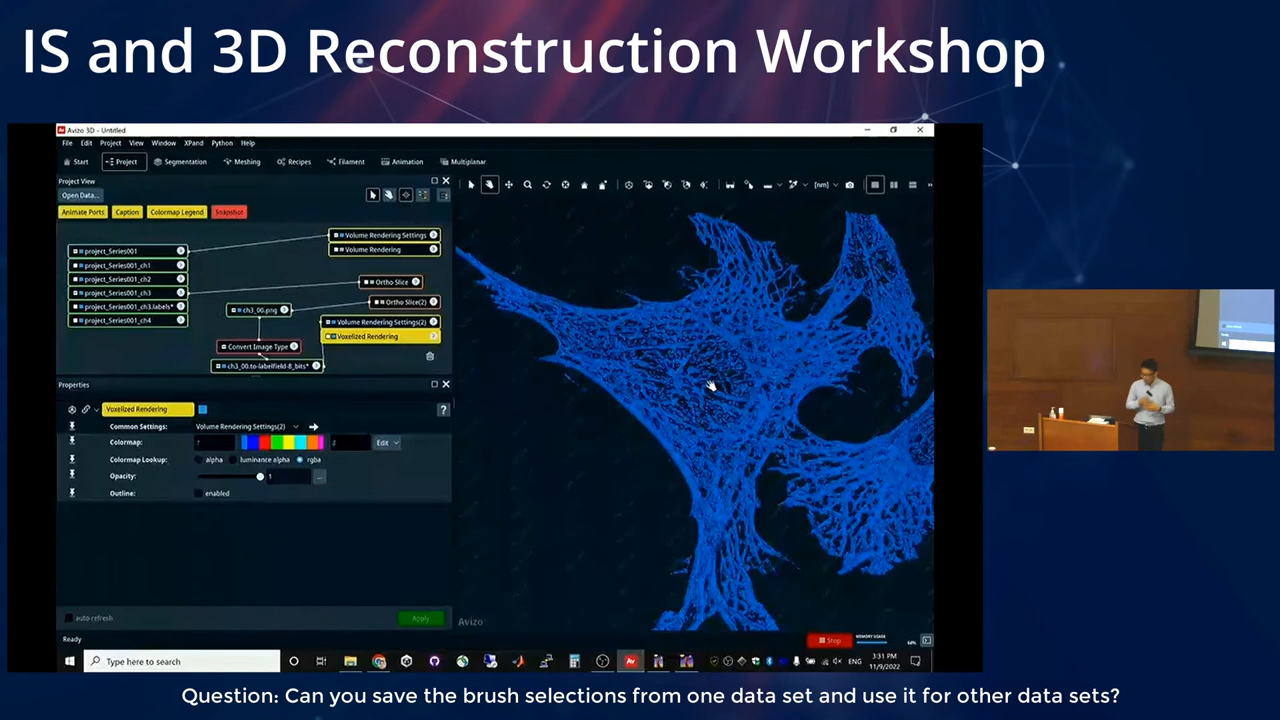 IS and 3D Reconstruction Workshop
Avizo 3D - Untitled
File Edit Project View Window XPand Python Help
Start Project Segmentation Meshing Recipes Filament Animation Multiplanar
Project View
Open Data...
[nm]
Animate Ports Caption Colormap Legend Snapshot
Volume Rendering Settings
project_Series001
Volume Rendering
project_Series001_ch1
project_Series001_ch2
Ortho Slice
project_Series001_ch3
Ortho Slice(2)
project_Series001_ch3.labels*
ch3_00.png
project_Series001_ch4
Volume Rendering Settings(2)
Voxelized Rendering
Convert Image Type
ch3_00.to-labelfield-8_bits*
Properties
Voxelized Rendering
?
Common Settings: Volume Rendering Settings(2)
Colormap: Edit
Colormap Lookup: alpha luminance alpha rgba
Opacity: 1 ...
Outline: enabled
auto-refresh Apply
Avizo
Ready
Stop MEMORY USAGE
Type here to search
ENG
3:31 PM
11/9/2022
Question: Can you save the brush selections from one data set and use it for other data sets?